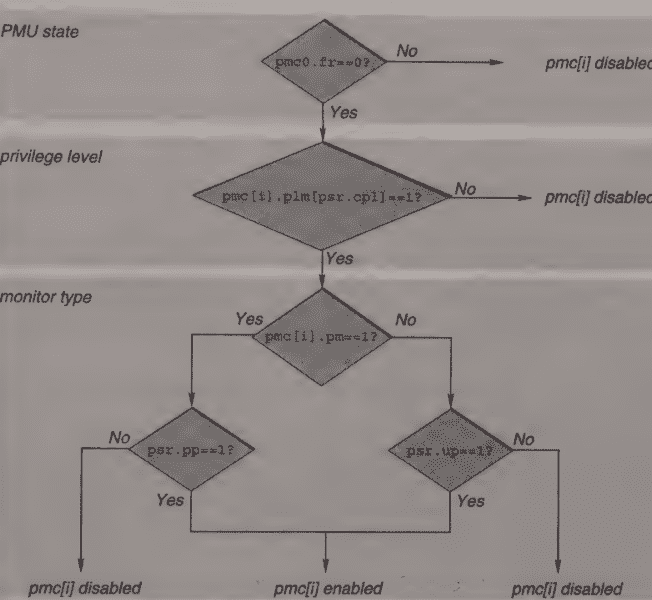 PMU state
pmc0.fr==0?
No
pmc[i] disabled
Yes
privilege level
pmc[i].plm[psr.cpl]==1?
No
pmc[i] disabled
Yes
monitor type
Yes
pmc[i].pm==1?
No
No
psr.pp==1?
psr.up==1?
No
Yes
Yes
pmc[i] disabled
pmc[i] enabled
pmc[i] disabled